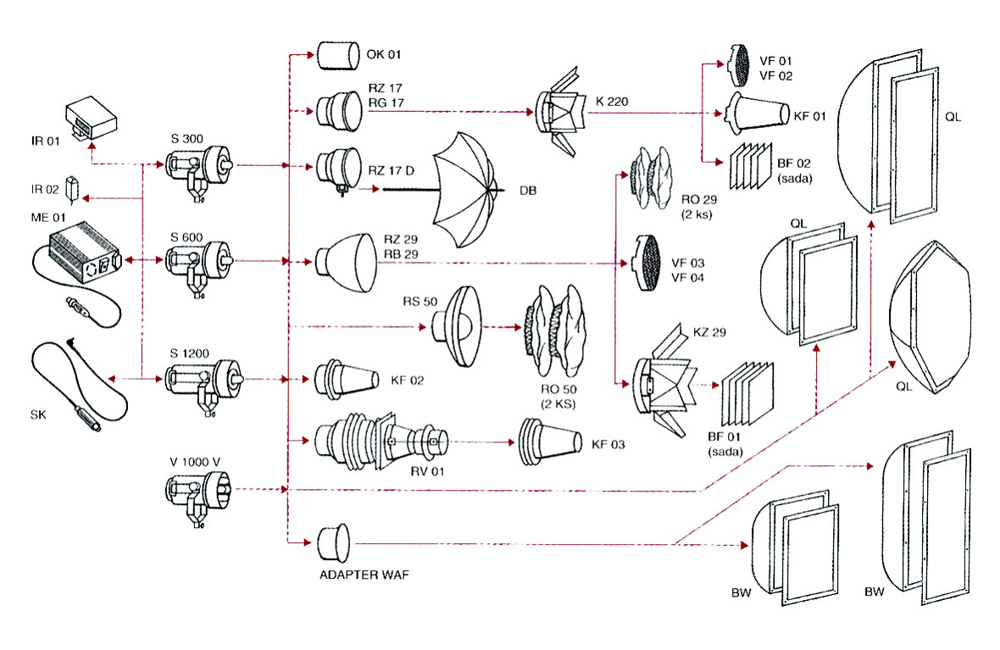 OK 01
RZ 17
RG 17
K 220
VF 01
VF 02
KF 01
QL
IR 01
S 300
RZ 17 D
DB
BF 02
(sada)
IR 02
RO 29
(2 ks)
ME 01
S 600
RZ 29
RB 29
VF 03
VF 04
QL
RS 50
KZ 29
S 1200
KF 02
RO 50
(2 KS)
QL
SK
BF 01
(sada)
RV 01
KF 03
V 1000 V
ADAPTER WAF
BW
BW